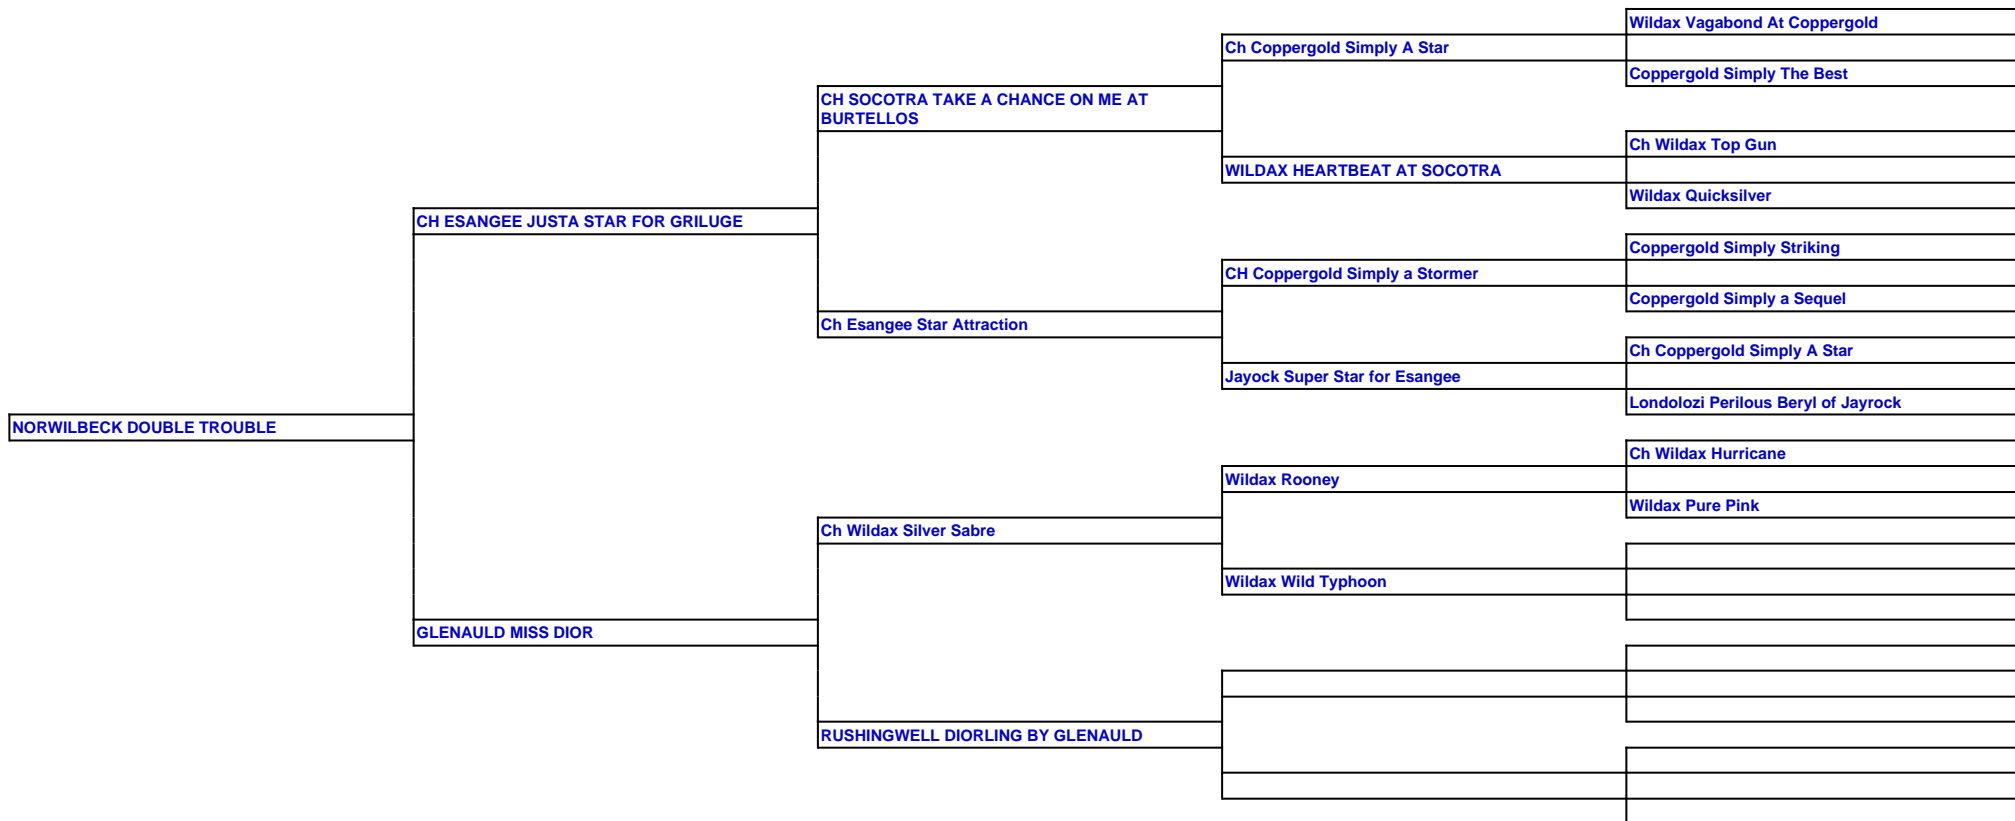 Wildax Vagabond At Coppergold
Ch Coppergold Simply A Star
Coppergold Simply The Best
CH SOCOTRA TAKE A CHANCE ON ME AT
BURTELLOS
Ch Wildax Top Gun
WILDAX HEARTBEAT AT SOCOTRA
Wildax Quicksilver
CH ESANGEE JUSTA STAR FOR GRILUGE
Coppergold Simply Striking
CH Coppergold Simply a Stormer
Coppergold Simply a Sequel
Ch Esangee Star Attraction
Ch Coppergold Simply A Star
Jayock Super Star for Esangee
Londolozi Perilous Beryl of Jayrock
NORWILBECK DOUBLE TROUBLE
Ch Wildax Hurricane
Wildax Rooney
Wildax Pure Pink
Ch Wildax Silver Sabre
Wildax Wild Typhoon
GLENAULD MISS DIOR
RUSHINGWELL DIORLING BY GLENAULD